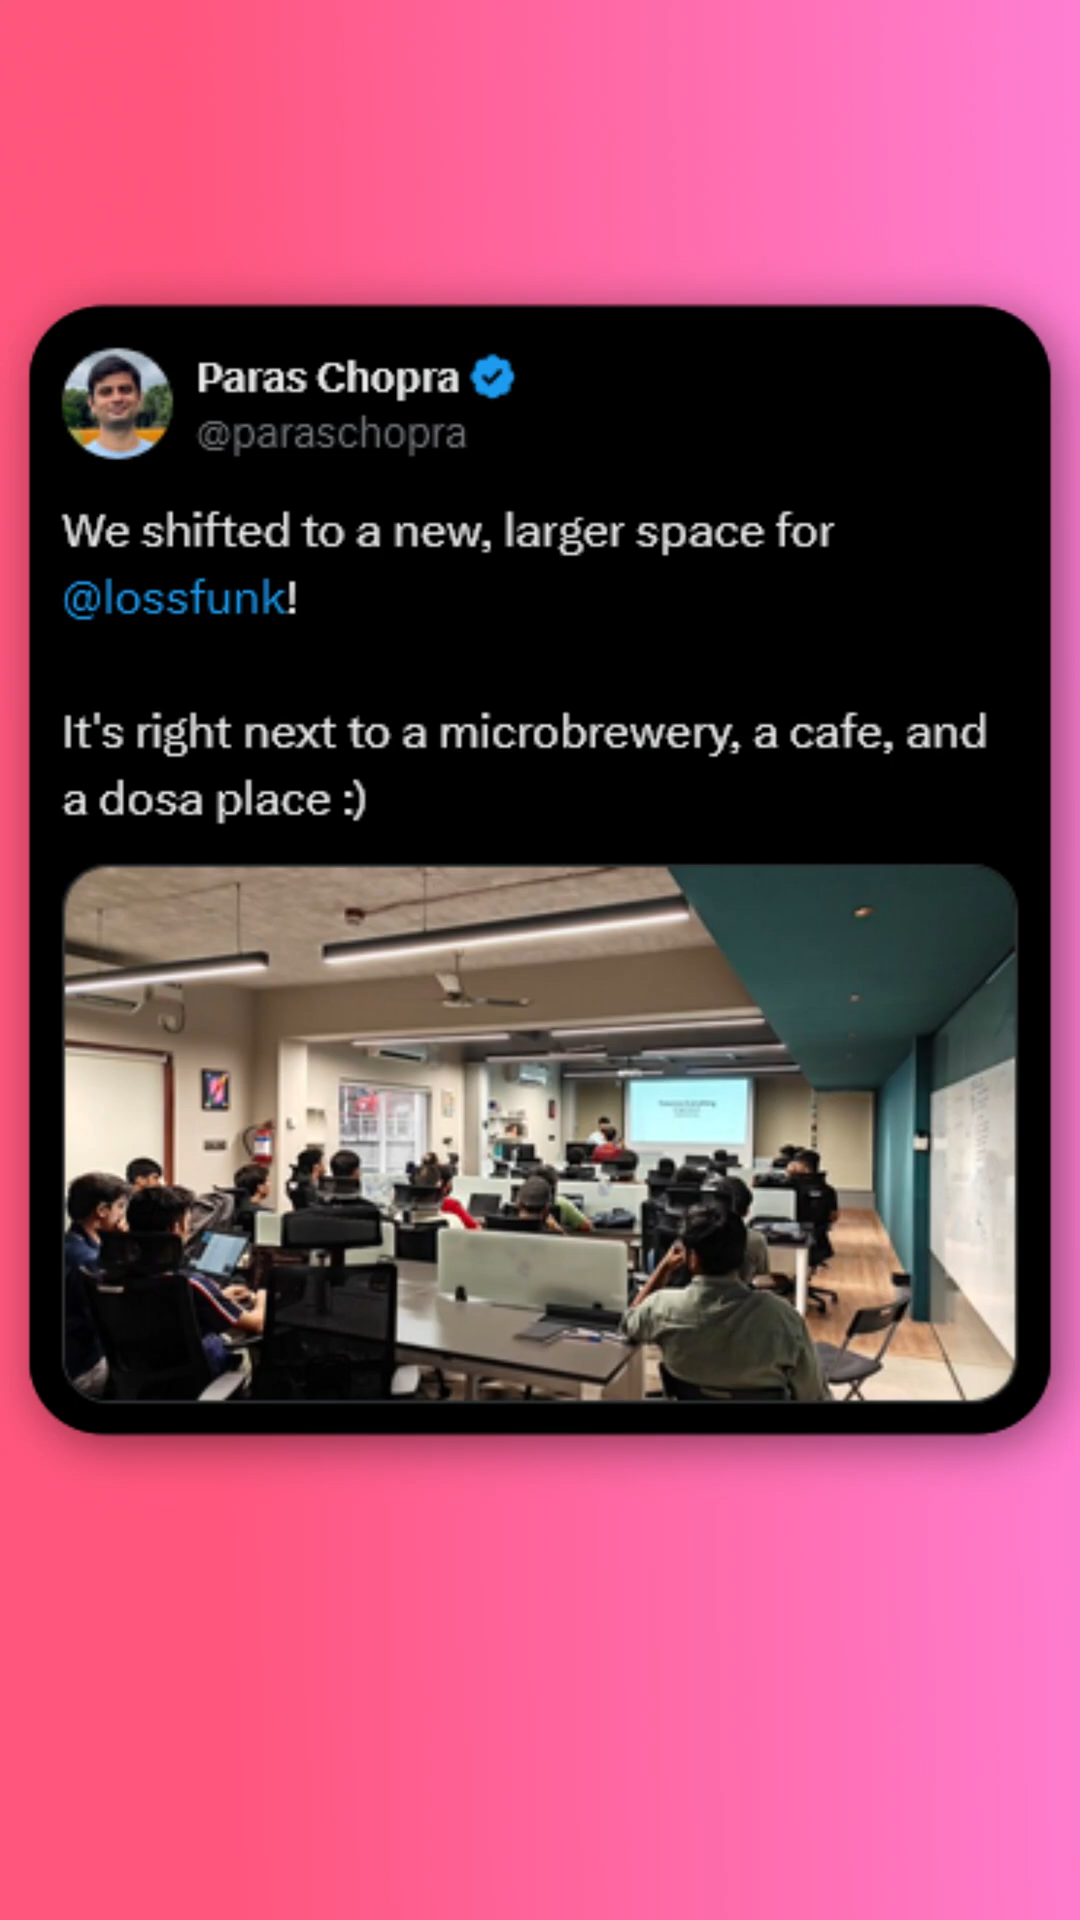 Paras Chopra
@paraschopra
We shifted to a new, larger space for
@lossfunk!
It's right next to a microbrewery, a cafe, and
a dosa place :)